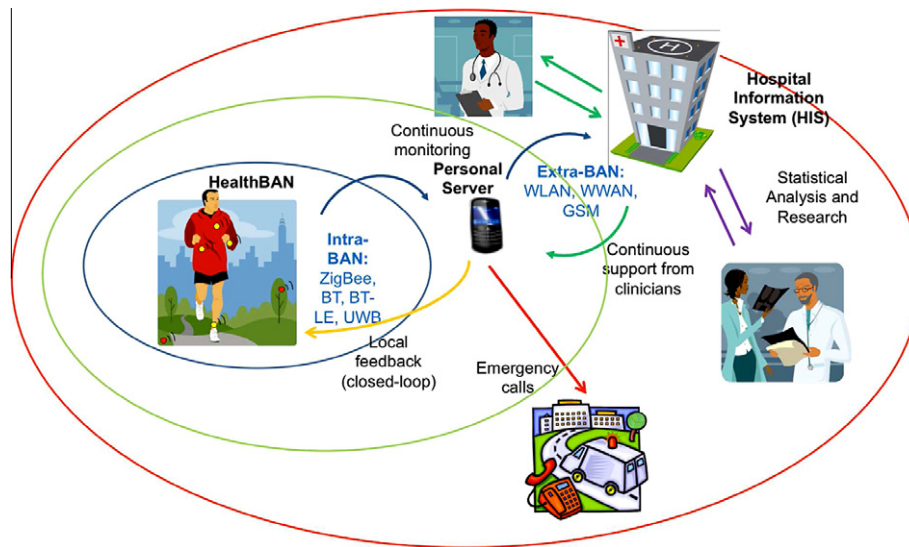 Hospital
Information
System (HIS)
Continuous
monitoring
Personal
Server
HealthBAN
Extra-BAN:
WLAN, WWAN,
GSM
Statistical
Analysis and
Research
Intra-
BAN:
ZigBee,
BT, BT-
LE, UWB
Continuous
support from
clinicians
Local
feedback
(closed-loop)
Emergency
calls
H